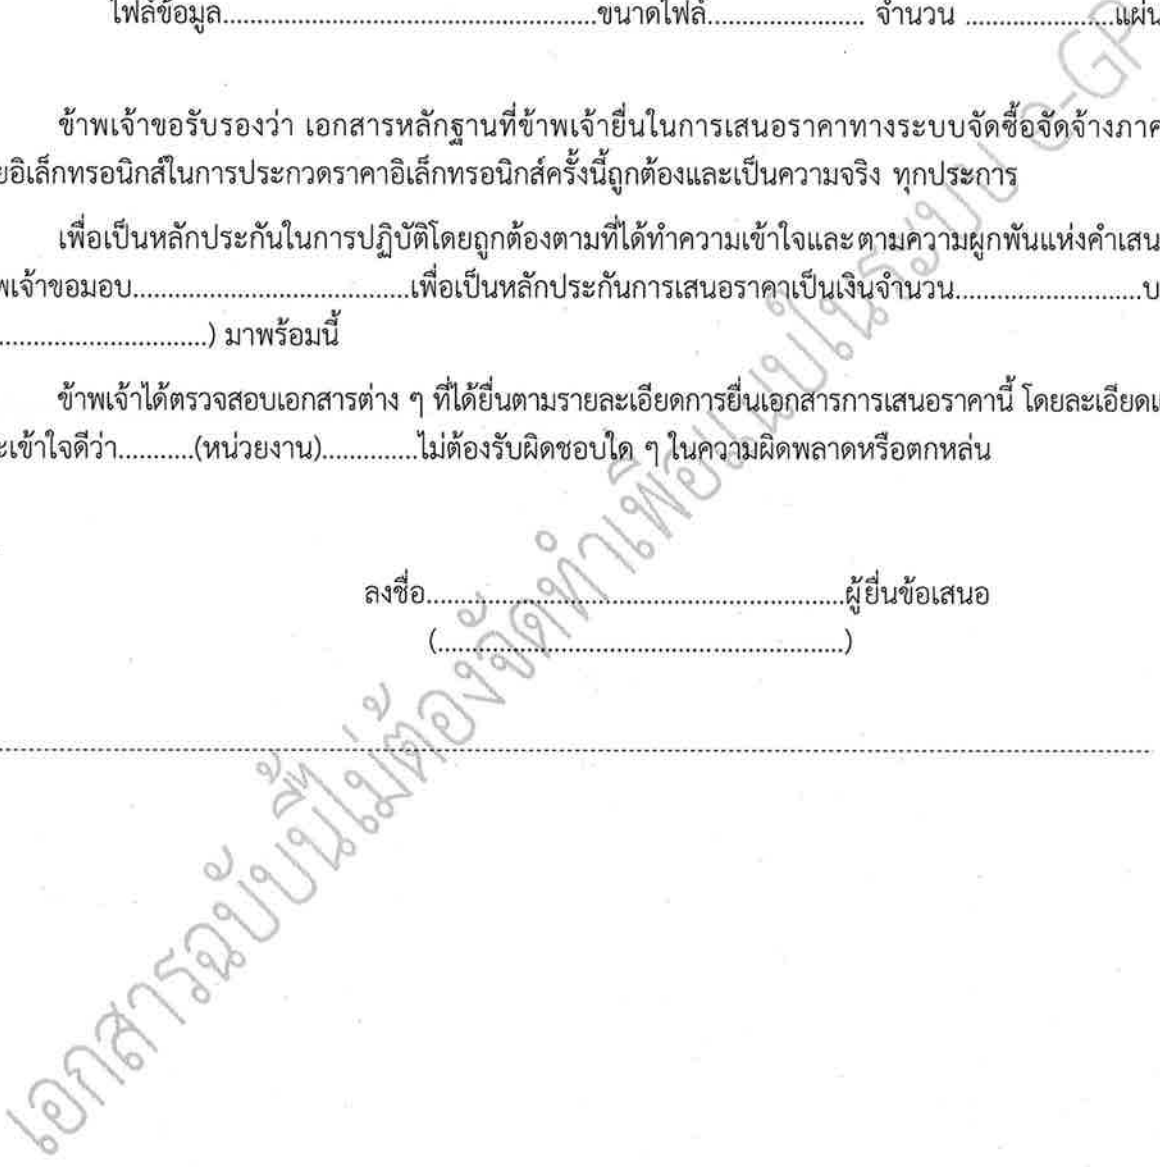 ไฟล์ข้อมูล......................................................ขนาดไฟล์....................... จำนวน ......................แผ่น
ข้าพเจ้าขอรับรองว่า เอกสารหลักฐานที่ข้าพเจ้ายื่นในการเสนอราคาทางระบบจัดซื้อจัดจ้างภาค
ยอิเล็กทรอนิกส์ในการประกวดราคาอิเล็กทรอนิกส์ครั้งนี้ถูกต้องและเป็นความจริง ทุกประการ
เพื่อเป็นหลักประกันในการปฏิบัติโดยถูกต้องตามที่ได้ทำความเข้าใจและตามความผูกพันแห่งคำเสน
พเจ้าขอมอบ........................................เพื่อเป็นหลักประกันการเสนอราคาเป็นเงินจำนวน...........................บ
..............................) มาพร้อมนี้
ข้าพเจ้าได้ตรวจสอบเอกสารต่าง ๆ ที่ได้ยื่นตามรายละเอียดการยื่นเอกสารการเสนอราคานี้ โดยละเอียดแ
ะเข้าใจดีว่า...........(หน่วยงาน)..............ไม่ต้องรับผิดชอบใด ๆ ในความผิดพลาดหรือตกหล่น
ลงชื่อ.............................................................ผู้ยื่นข้อเสนอ
(............................................................)
เอกสารฉบับนี้ไม่ต้องจัดทำเพื่อแนบในระบบ e-GP